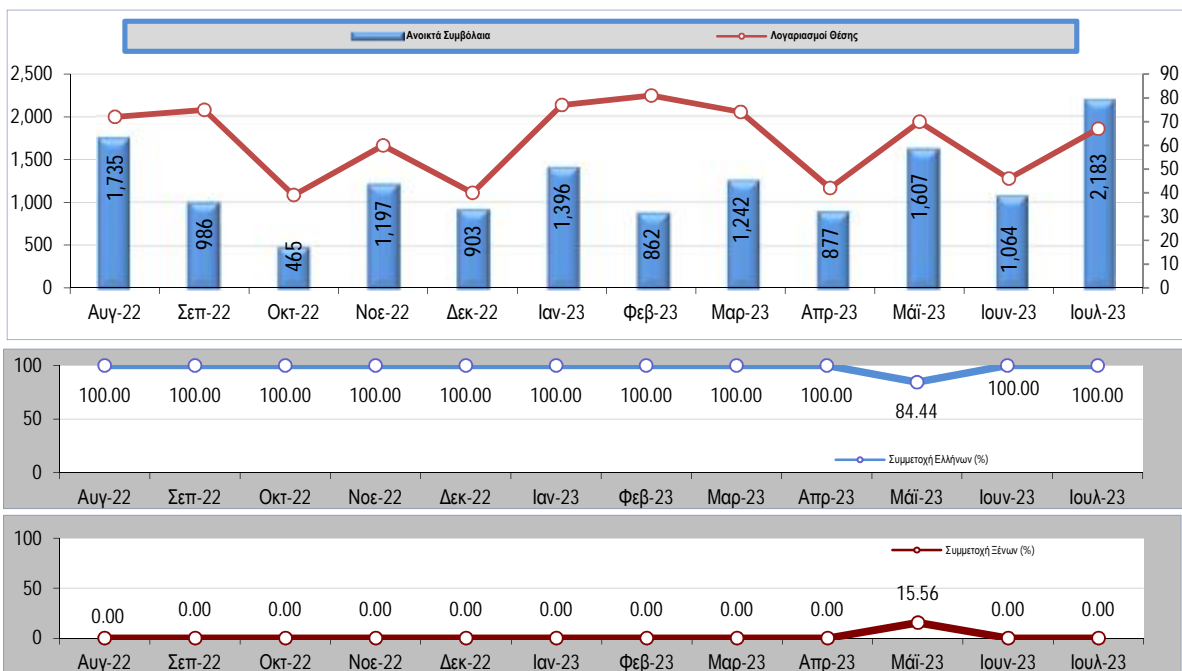 Ανοικτά Συμβόλαια Λογαριασμοί Θέσης
2,500 90
2,000 80
1,500 70
1,000 60
500 50
0 40
30
20
10
0
1,735 986 465 1,197 903 1,396 862 1,242 877 1,607 1,064 2,183
Αυγ-22 Σεπ-22 Οκτ-22 Νοε-22 Δεκ-22 Ιαν-23 Φεβ-23 Μαρ-23 Απρ-23 Μάϊ-23 Ιουν-23 Ιουλ-23
100
100.00 100.00 100.00 100.00 100.00 100.00 100.00 100.00 100.00 84.44 100.00 100.00
50
Συμμετοχή Ελλήνων (%)
0
Αυγ-22 Σεπ-22 Οκτ-22 Νοε-22 Δεκ-22 Ιαν-23 Φεβ-23 Μαρ-23 Απρ-23 Μάϊ-23 Ιουν-23 Ιουλ-23
100
Συμμετοχή Ξένων (%)
50
0.00 0.00 0.00 0.00 0.00 0.00 0.00 0.00 0.00 15.56 0.00 0.00
0
Αυγ-22 Σεπ-22 Οκτ-22 Νοε-22 Δεκ-22 Ιαν-23 Φεβ-23 Μαρ-23 Απρ-23 Μάϊ-23 Ιουν-23 Ιουλ-23